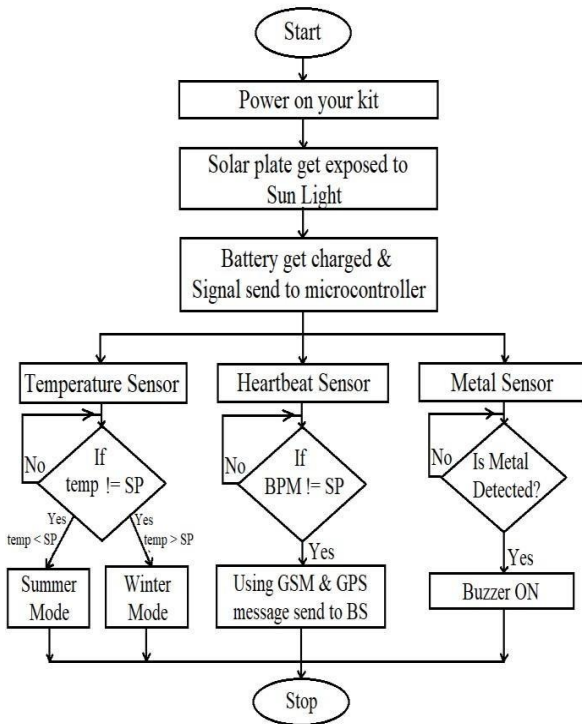 Start
Power on your kit
Solar plate get exposed to
Sun Light
Battery get charged &
Signal send to microcontroller
Temperature Sensor
Heartbeat Sensor
Metal Sensor
If
temp != SP
No
Yes
temp < SP
Yes
temp > SP
Summer
Mode
Winter
Mode
If
BPM != SP
No
Yes
Using GSM & GPS
message send to BS
Is Metal
Detected?
No
Yes
Buzzer ON
Stop